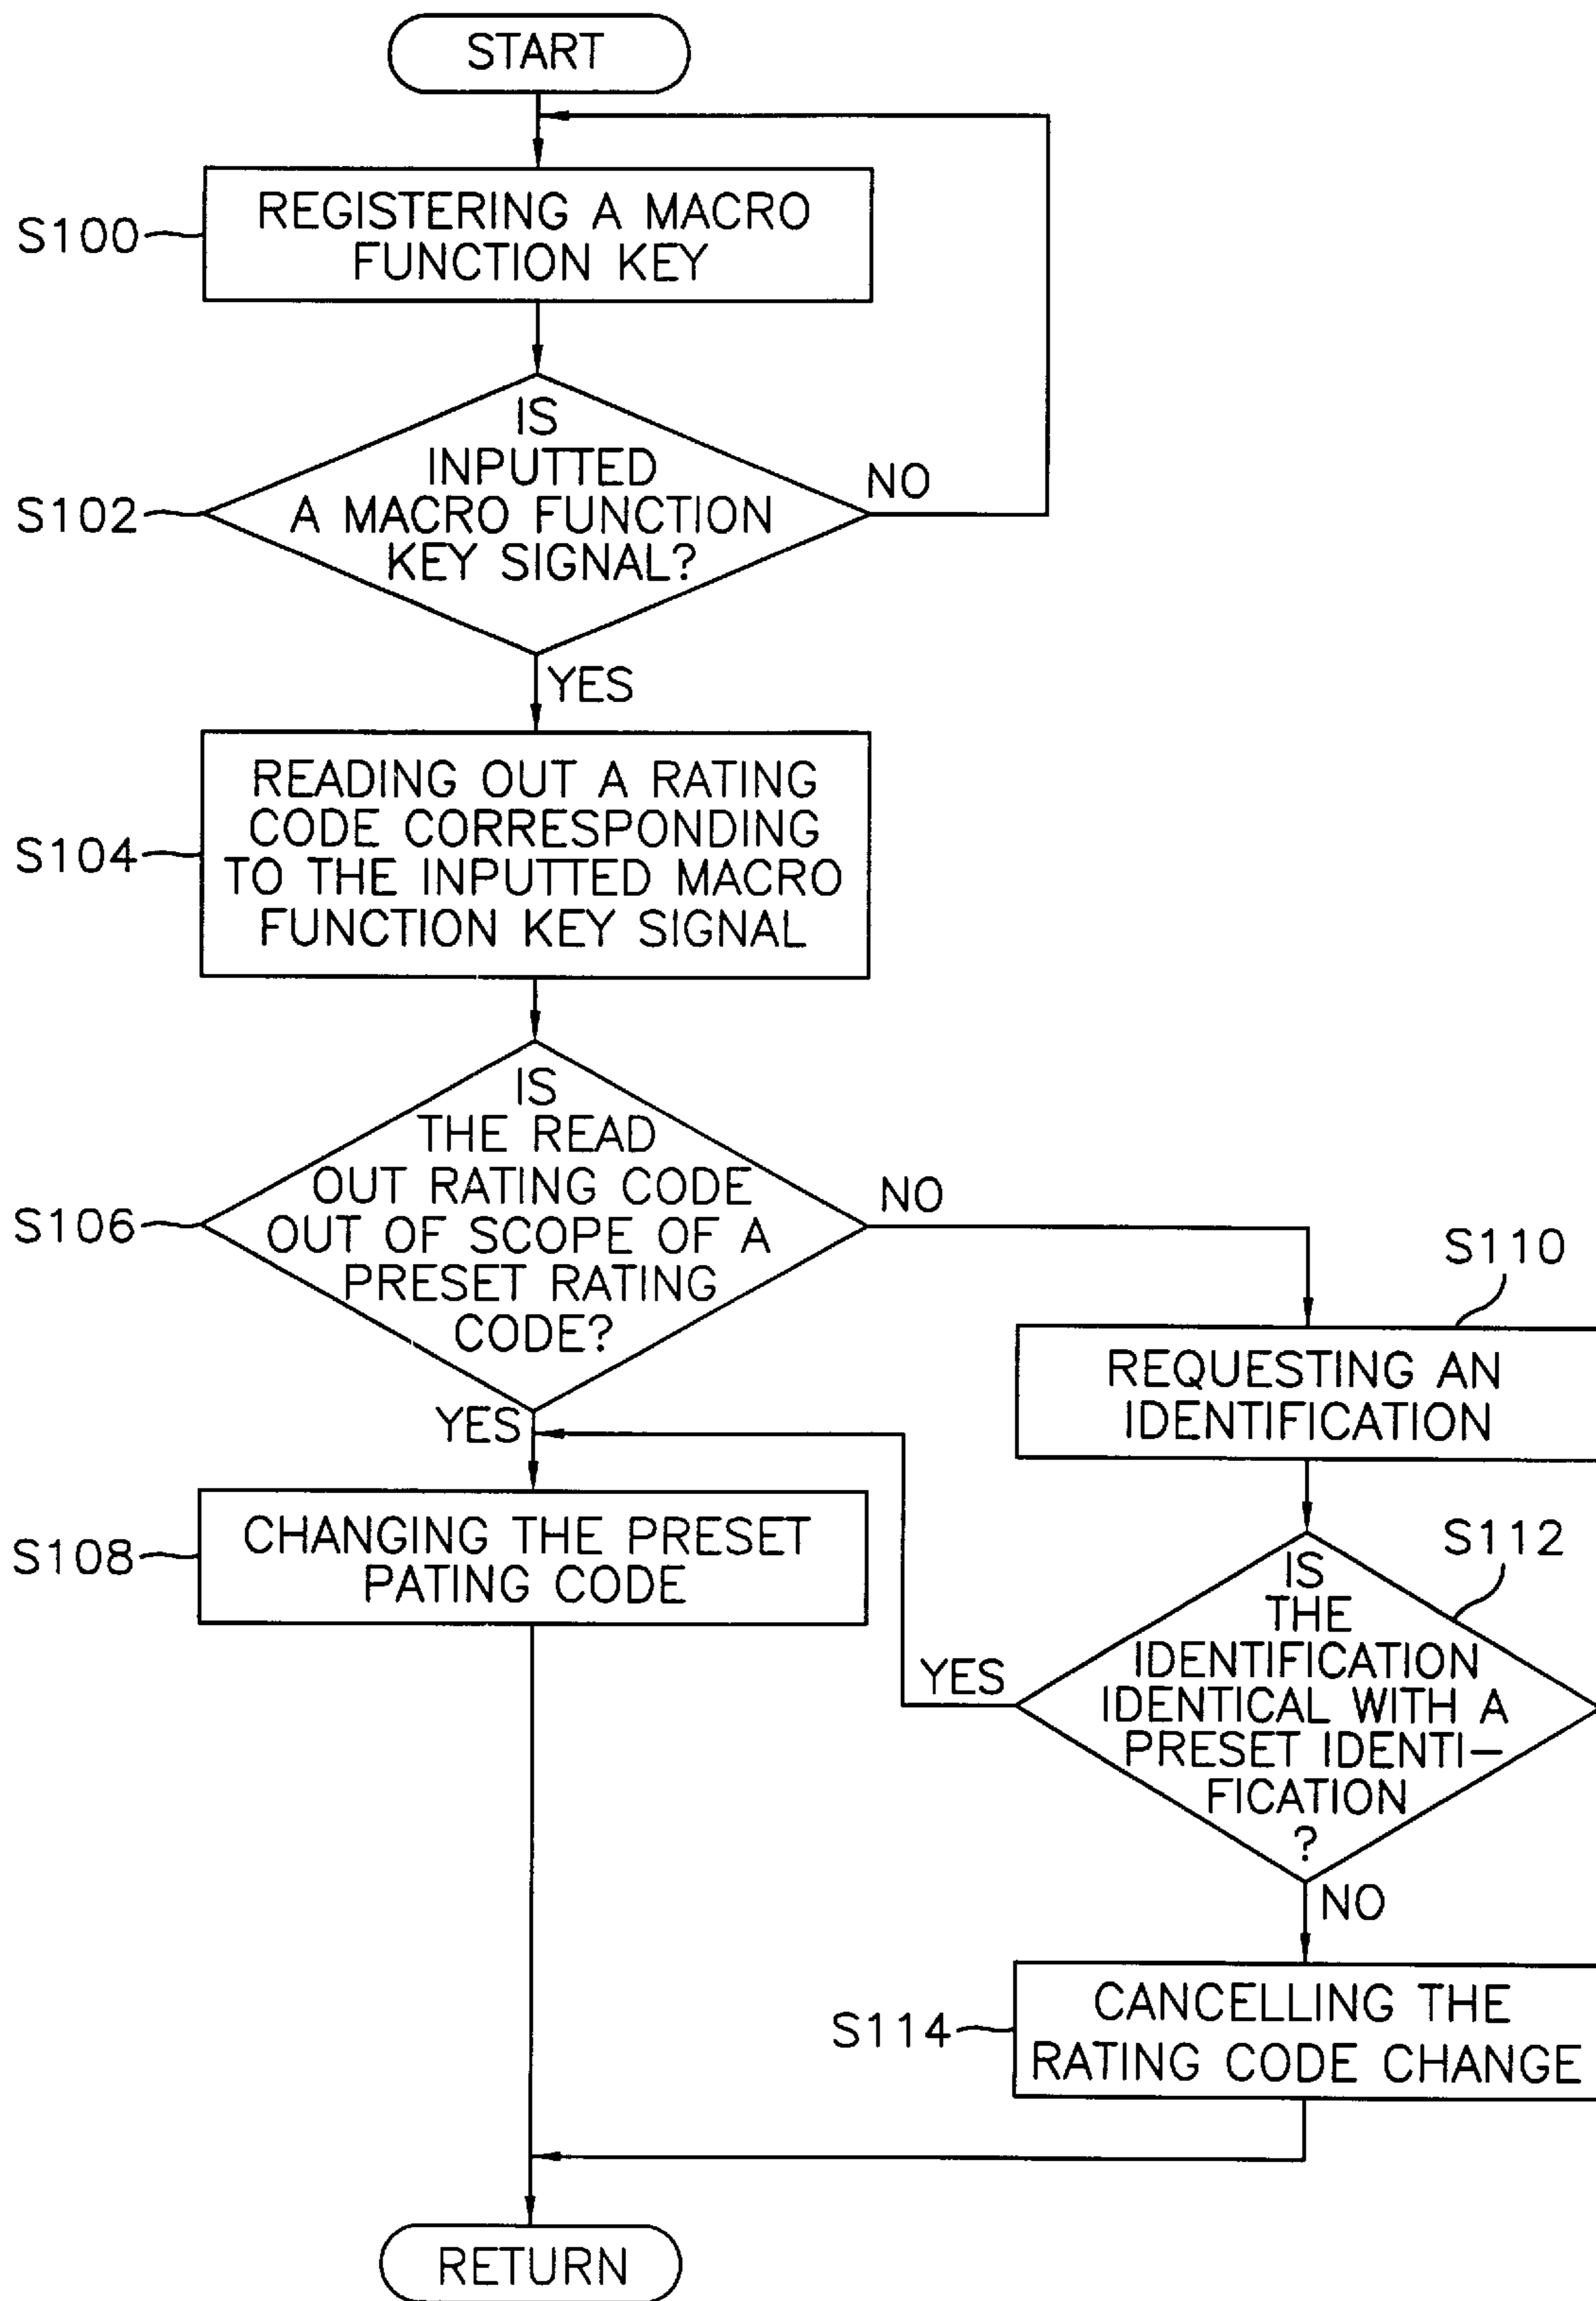 START
S100
REGISTERING A MACRO
FUNCTION KEY
S102
IS
INPUTTED
A MACRO FUNCTION
KEY SIGNAL?
NO
YES
S104
READING OUT A RATING
CODE CORRESPONDING
TO THE INPUTTED MACRO
FUNCTION KEY SIGNAL
S106
IS
THE READ
OUT RATING CODE
OUT OF SCOPE OF A
PRESET RATING
CODE?
NO
YES
S110
REQUESTING AN
IDENTIFICATION
S108
CHANGING THE PRESET
PATING CODE
S112
IS
THE
IDENTIFICATION
IDENTICAL WITH A
PRESET IDENTI-
FICATION
?
YES
NO
S114
CANCELLING THE
RATING CODE CHANGE
RETURN